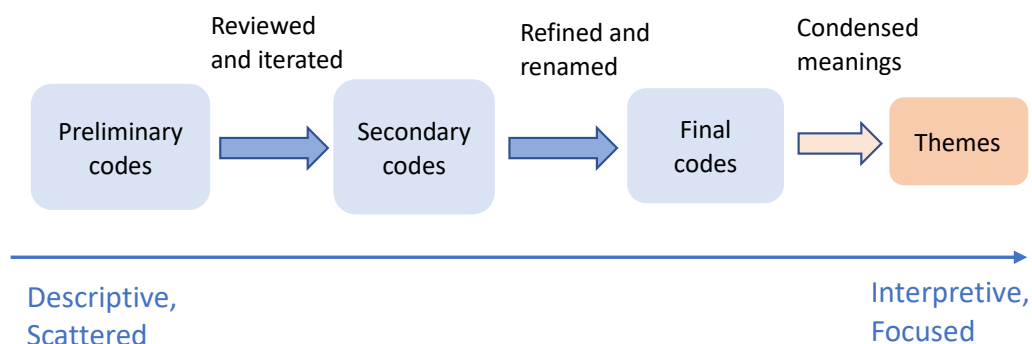 Reviewed
and iterated
Refined and
renamed
Condensed
meanings
Preliminary
codes
Secondary
codes
Final
codes
Themes
Descriptive,
Scattered
Interpretive,
Focused